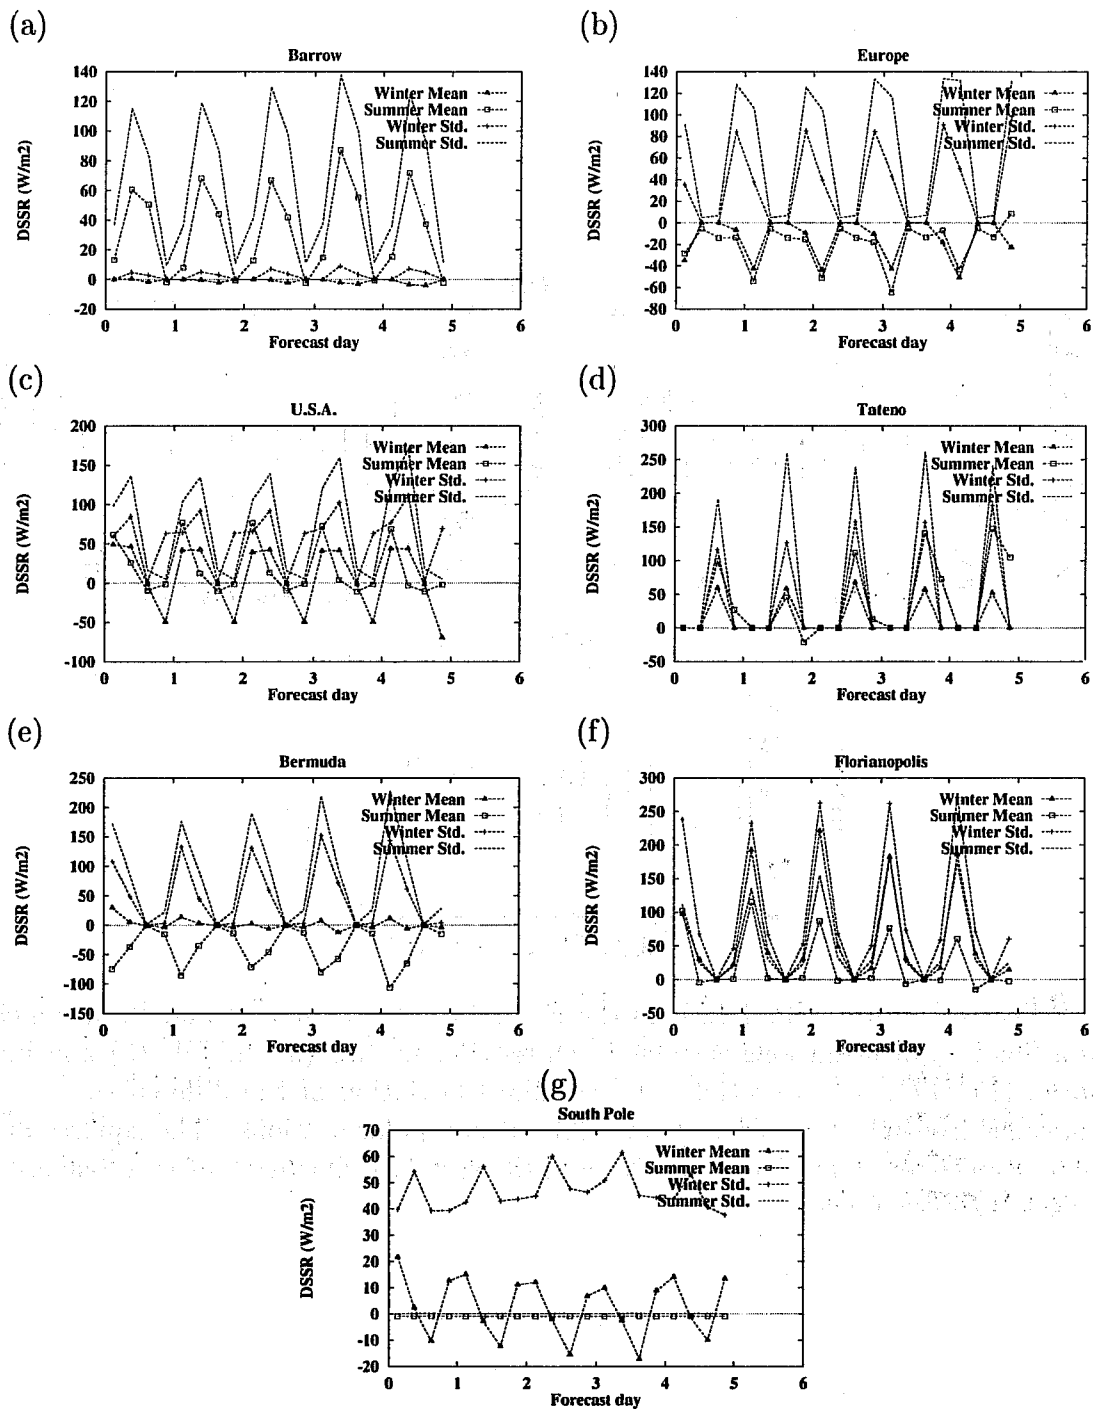 (a)
Barrow
140
120
100
80
60
40
20
0
-20
0 1 2 3 4 5 6
DSSR (W/m2)
Forecast day
Winter Mean
Summer Mean
Winter Std.
Summer Std.
(b)
Europe
140
120
100
80
60
40
20
0
-20
-40
-60
-80
0 1 2 3 4 5 6
DSSR (W/m2)
Forecast day
Winter Mean
Summer Mean
Winter Std.
Summer Std.
(c)
U.S.A.
200
150
100
50
0
-50
-100
0 1 2 3 4 5 6
DSSR (W/m2)
Forecast day
Winter Mean
Summer Mean
Winter Std.
Summer Std.
(d)
Tateno
300
250
200
150
100
50
0
-50
0 1 2 3 4 5 6
DSSR (W/m2)
Forecast day
Winter Mean
Summer Mean
Winter Std.
Summer Std.
(e)
Bermuda
250
200
150
100
50
0
-50
-100
-150
0 1 2 3 4 5 6
DSSR (W/m2)
Forecast day
Winter Mean
Summer Mean
Winter Std.
Summer Std.
(f)
Florianopolis
300
250
200
150
100
50
0
-50
0 1 2 3 4 5 6
DSSR (W/m2)
Forecast day
Winter Mean
Summer Mean
Winter Std.
Summer Std.
(g)
South Pole
70
60
50
40
30
20
10
0
-10
-20
0 1 2 3 4 5 6
DSSR (W/m2)
Forecast day
Winter Mean
Summer Mean
Winter Std.
Summer Std.